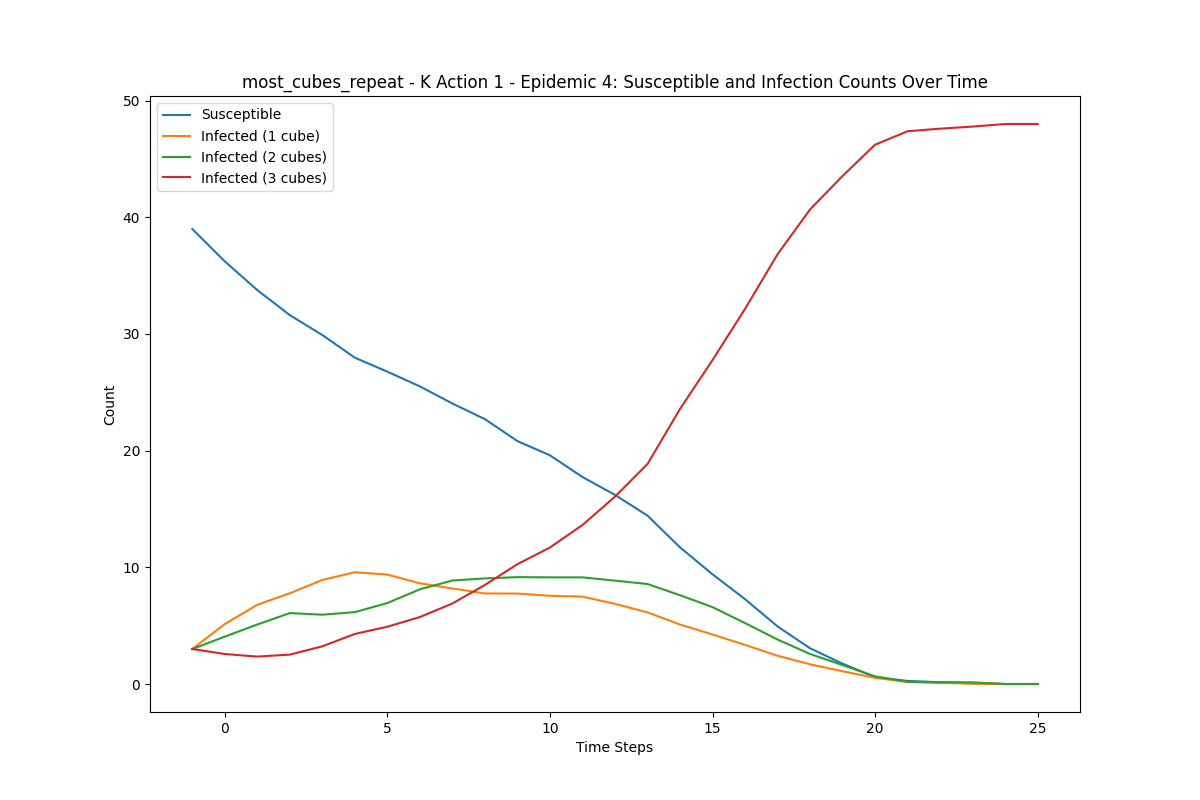 most_cubes_repeat - K Action 1 - Epidemic 4: Susceptible and Infection Counts Over Time
Susceptible
Infected (1 cube)
Infected (2 cubes)
Infected (3 cubes)
50
40
30
20
10
0
Count
0 5 10 15 20 25
Time Steps